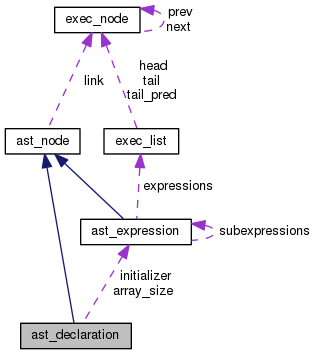 exec_node
prev
next
link
head
tail
tail_pred
ast_node
exec_list
expressions
ast_expression
subexpressions
initializer
array_size
ast_declaration